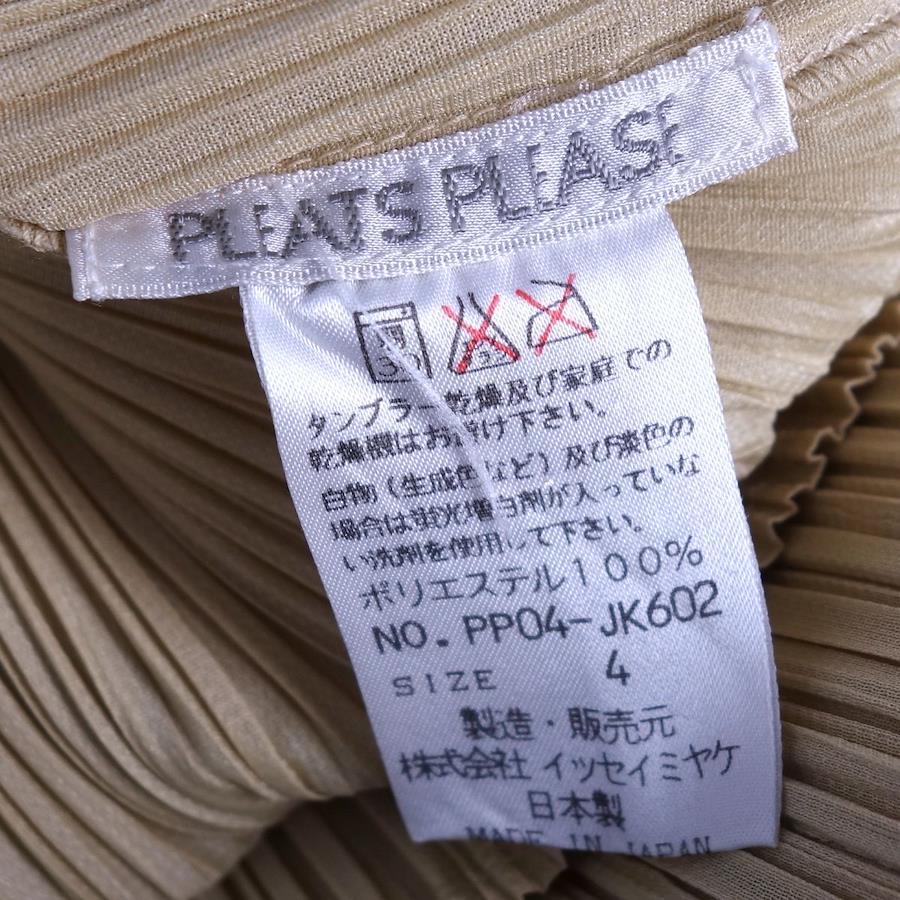 PLEATS PLEASE
30
タンブラー乾燥及び家庭での
乾燥機はお避け下さい。
白物（生成色など）及び淡色の
場合は蛍光増白剤が入っていな
い洗剤を使用して下さい。
ポリエステル100%
NO. PP04-JK602
SIZE 4
製造・販売元
株式会社 イッセイミヤケ
日本製
MADE IN JAPAN